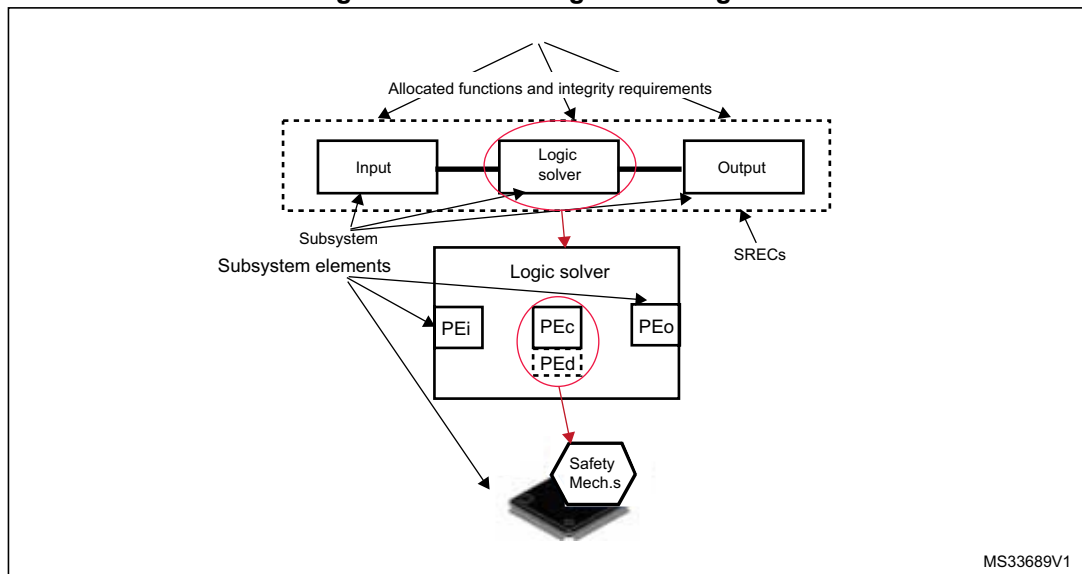 Allocated functions and integrity requirements
Input
Logic
solver
Output
Subsystem
SRECs
Subsystem elements
Logic solver
PEi
PEc
PEo
PEd
Safety
Mech.s
MS33689V1